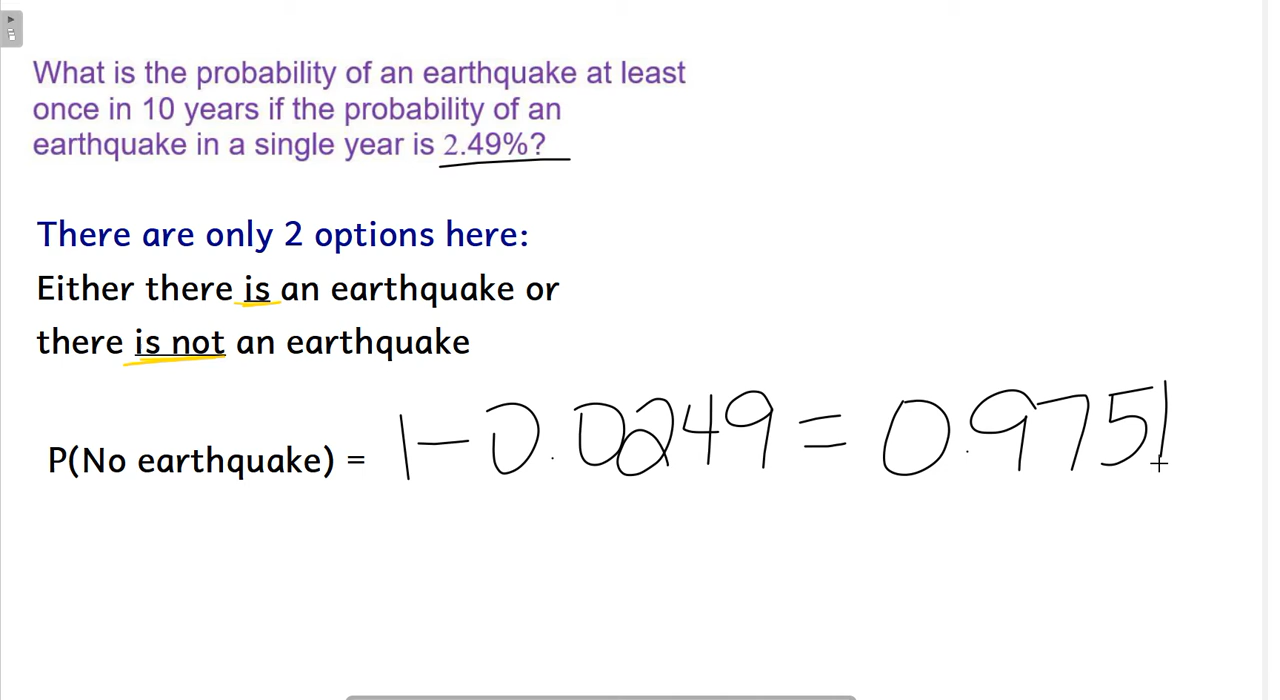 What is the probability of an earthquake at least
once in 10 years if the probability of an
earthquake in a single year is 2.49%?
There are only 2 options here:
Either there is an earthquake or
there is not an earthquake
P(No earthquake) = 1-0.0249=0.9751